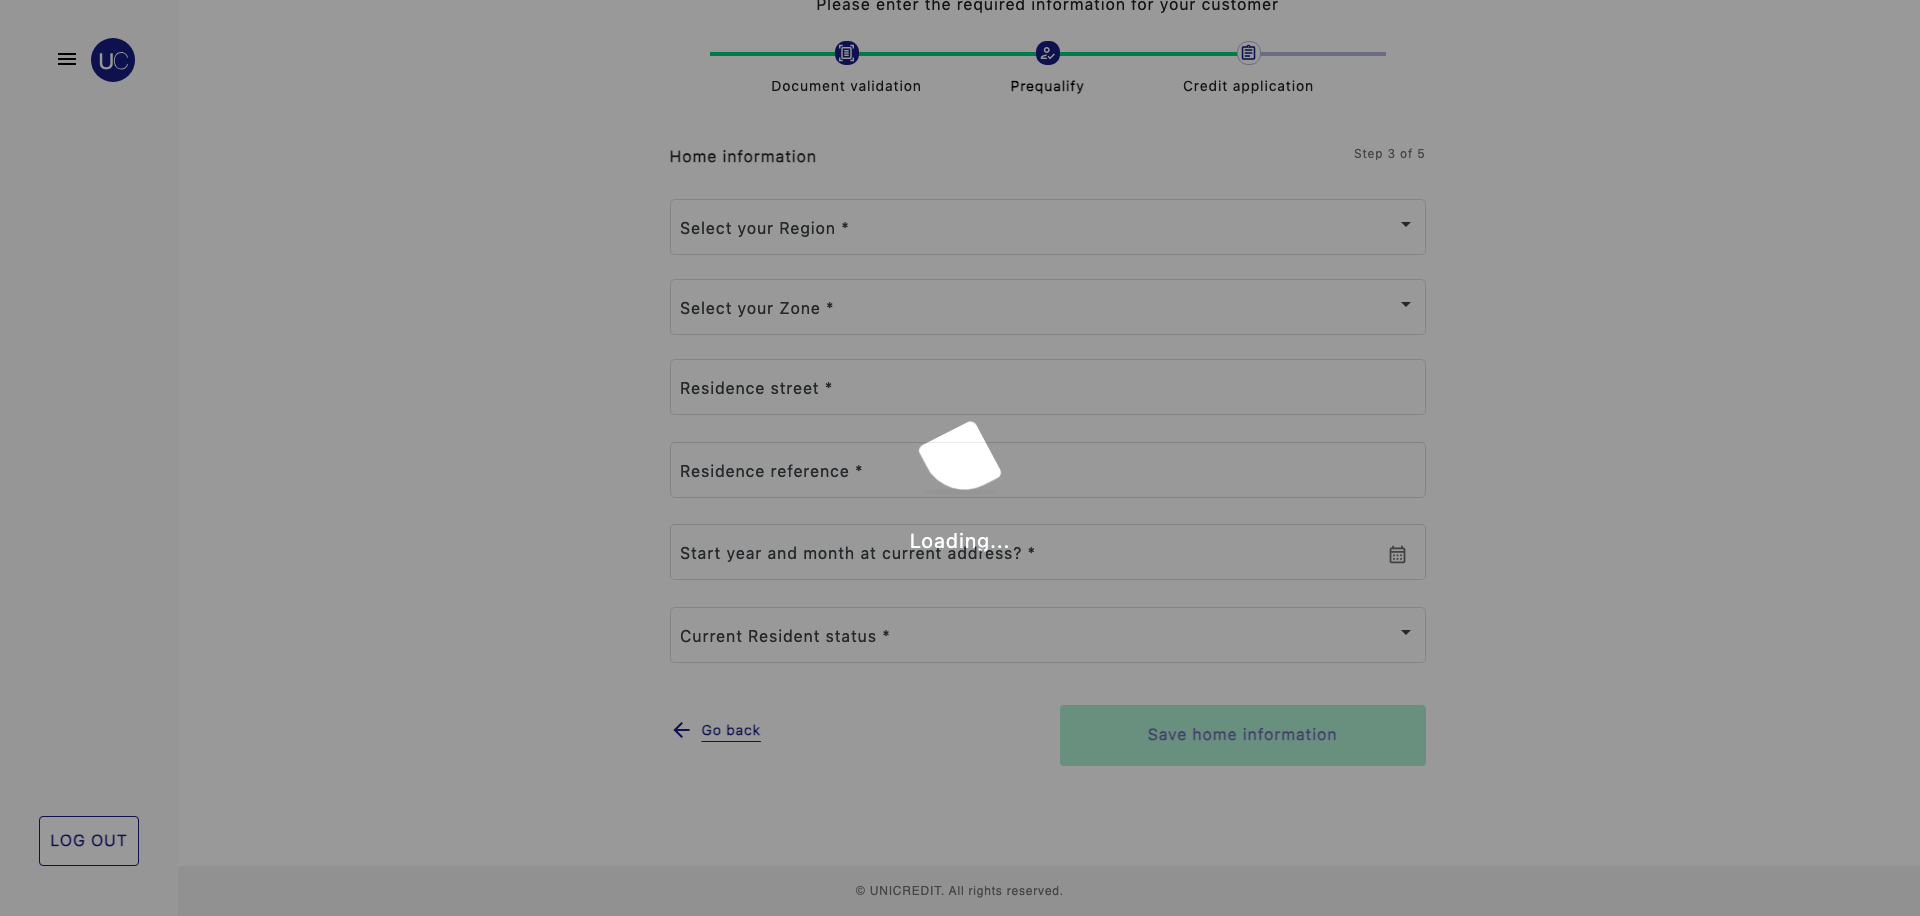 Please enter the required information for your customer
UC
Document validation
Prequalify
Credit application
Home information
Step 3 of 5
Select your Region *
Select your Zone *
Residence street *
Residence reference *
Loading...
Start year and month at current address? *
Current Resident status *
Go back
Save home information
LOG OUT
© UNICREDIT. All rights reserved.